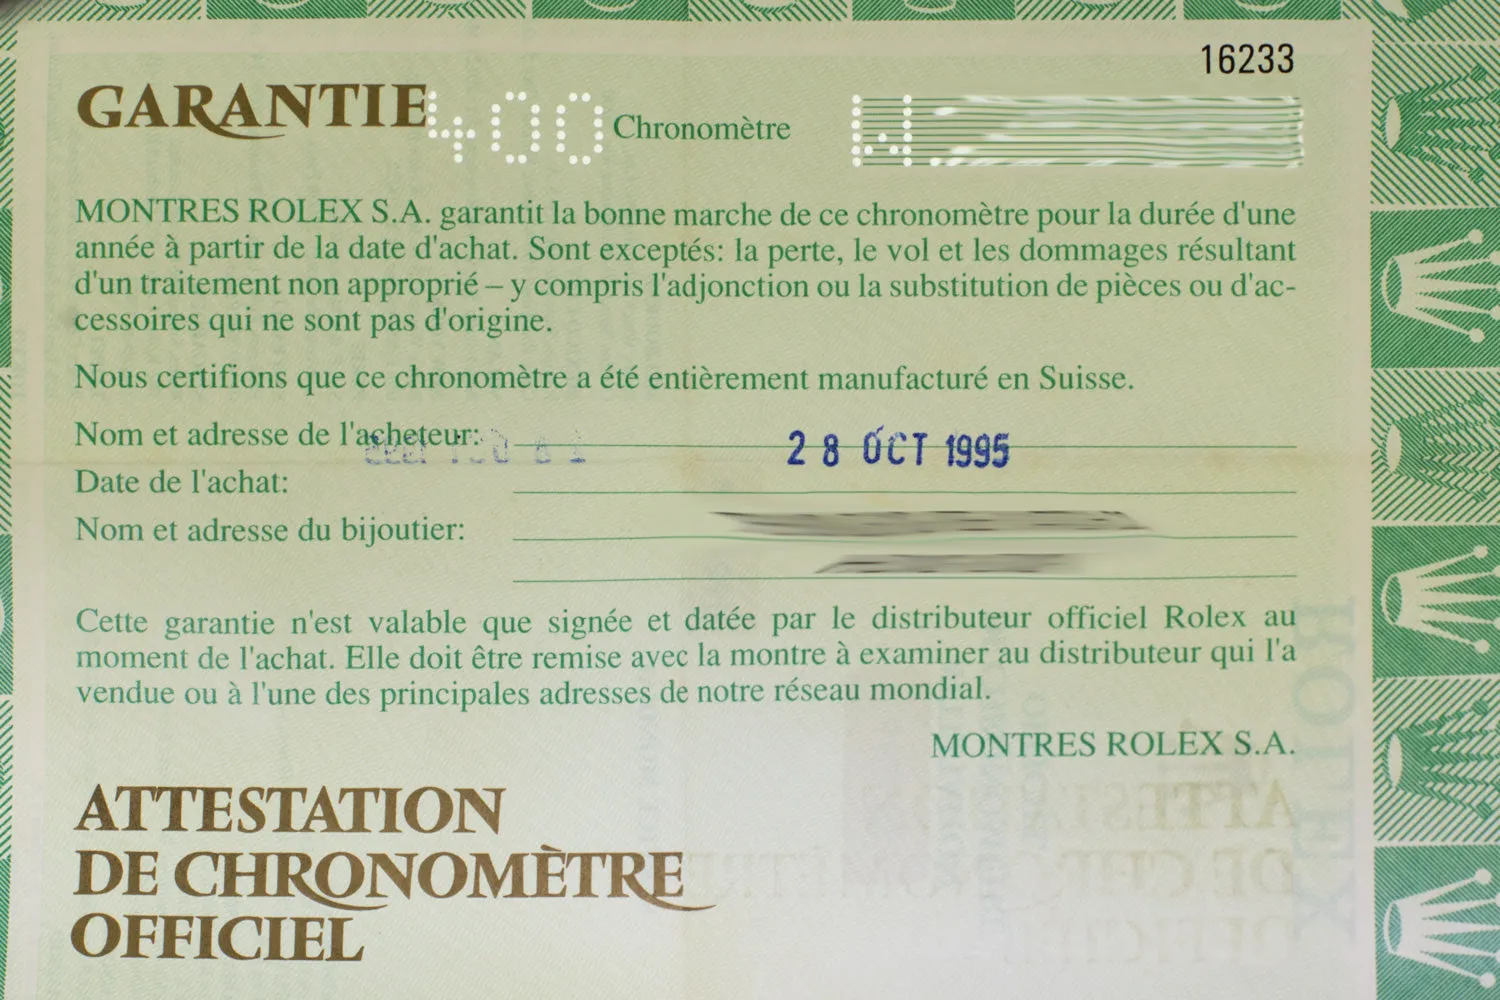 16233
GARANTIE 400 Chronomètre W
MONTRES ROLEX S.A. garantit la bonne marche de ce chronomètre pour la durée d'une
année à partir de la date d'achat. Sont exceptés: la perte, le vol et les dommages résultant
d'un traitement non approprié – y compris l'adjonction ou la substitution de pièces ou d'ac-
cessoires qui ne sont pas d'origine.
Nous certifions que ce chronomètre a été entièrement manufacturé en Suisse.
Nom et adresse de l'acheteur:
28 OCT 1995
Date de l'achat:
Nom et adresse du bijoutier:
Cette garantie n'est valable que signée et datée par le distributeur officiel Rolex au
moment de l'achat. Elle doit être remise avec la montre à examiner au distributeur qui l'a
vendue ou à l'une des principales adresses de notre réseau mondial.
MONTRES ROLEX S.A.
ATTESTATION
DE CHRONOMÈTRE
OFFICIEL